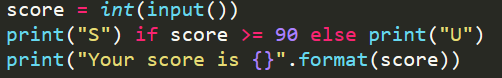 score = int(input())
print("S") if score >= 90 else print("U")
print("Your score is {}".format(score))